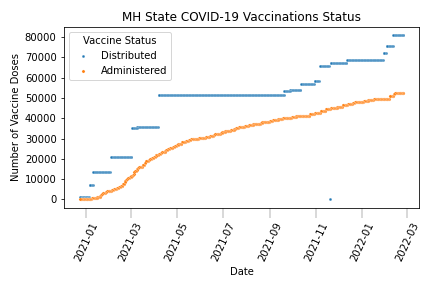 MH State COVID-19 Vaccinations Status
Vaccine Status
Distributed
Administered
Number of Vaccine Doses
80000
70000
60000
50000
40000
30000
20000
10000
0
2021-01
2021-03
2021-05
2021-07
2021-09
2021-11
2022-01
2022-03
Date